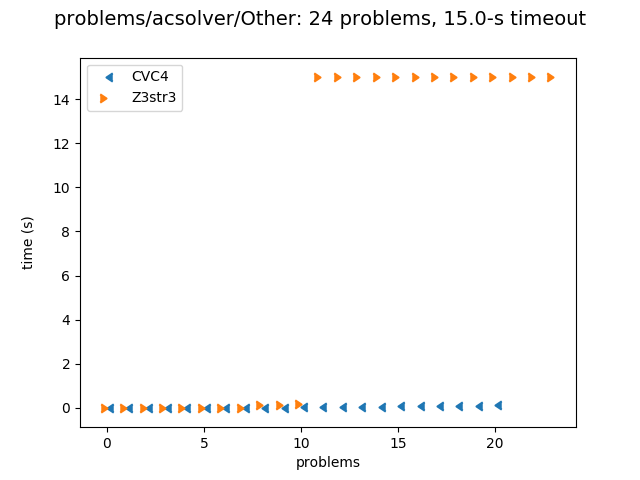 problems/acsolver/Other: 24 problems, 15.0-s timeout
CVC4
Z3str3
14
12
10
8
6
4
2
0
time (s)
0 5 10 15 20
problems